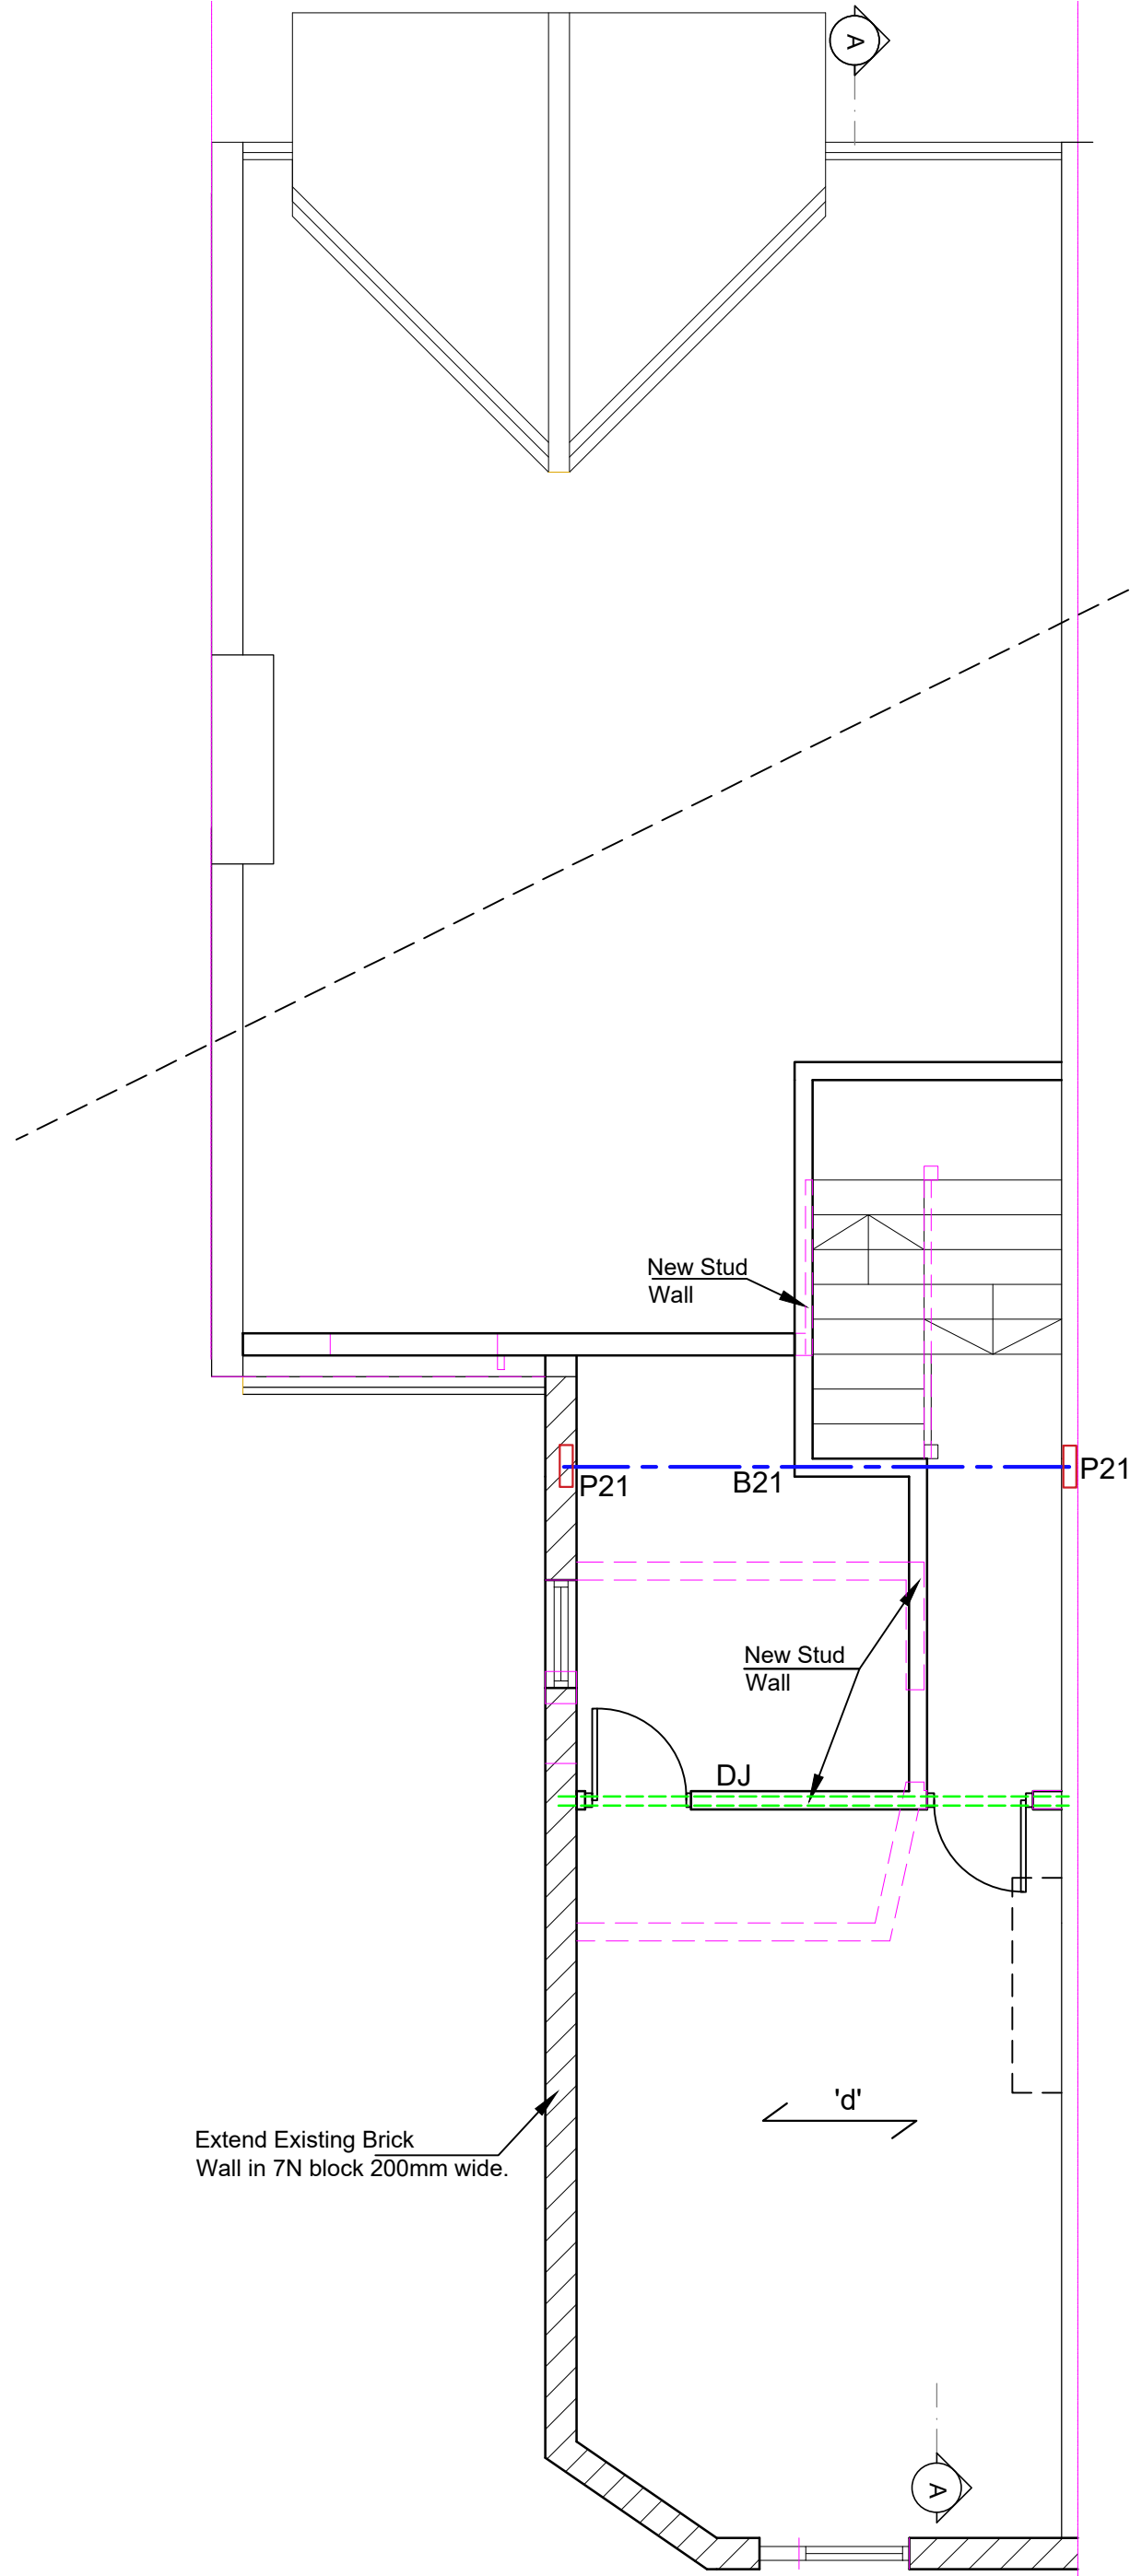 A
New Stud
Wall
P21
B21
P21
New Stud
Wall
DJ
'd'
Extend Existing Brick
Wall in 7N block 200mm wide.
A